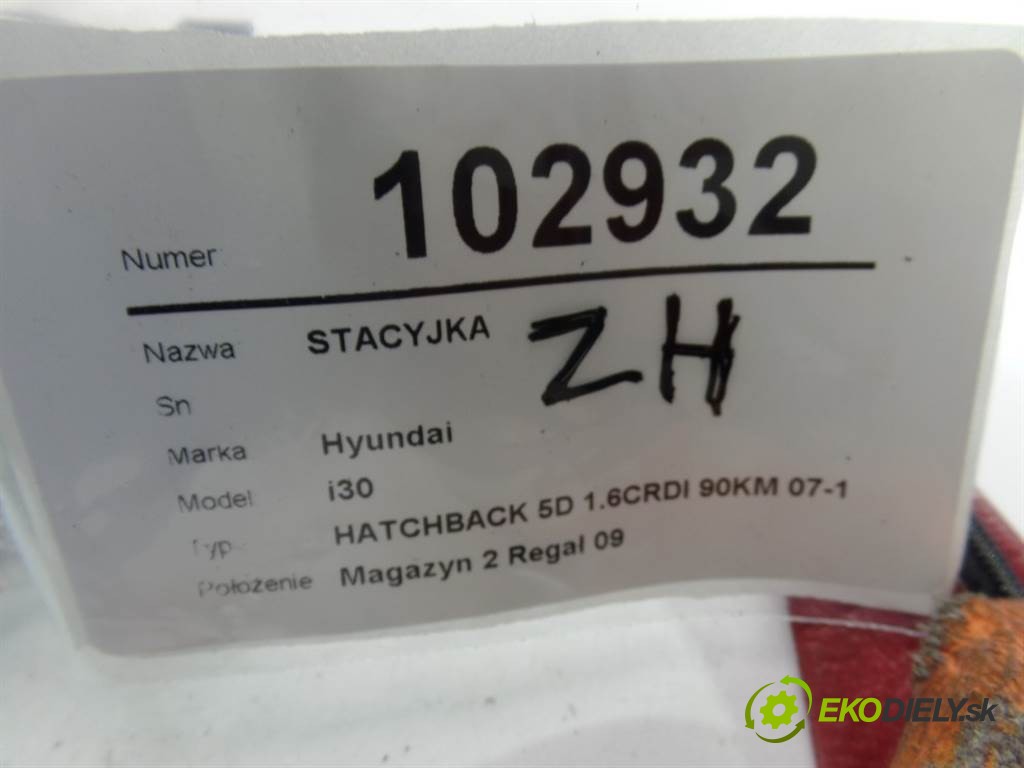 Numer 102932
Nazwa STACYJKA ZH
Sn
Marka Hyundai
Model i30
Typ HATCHBACK 5D 1.6CRDI 90KM 07-1
Położenie Magazyn 2 Regał 09
EKODIELY.sk